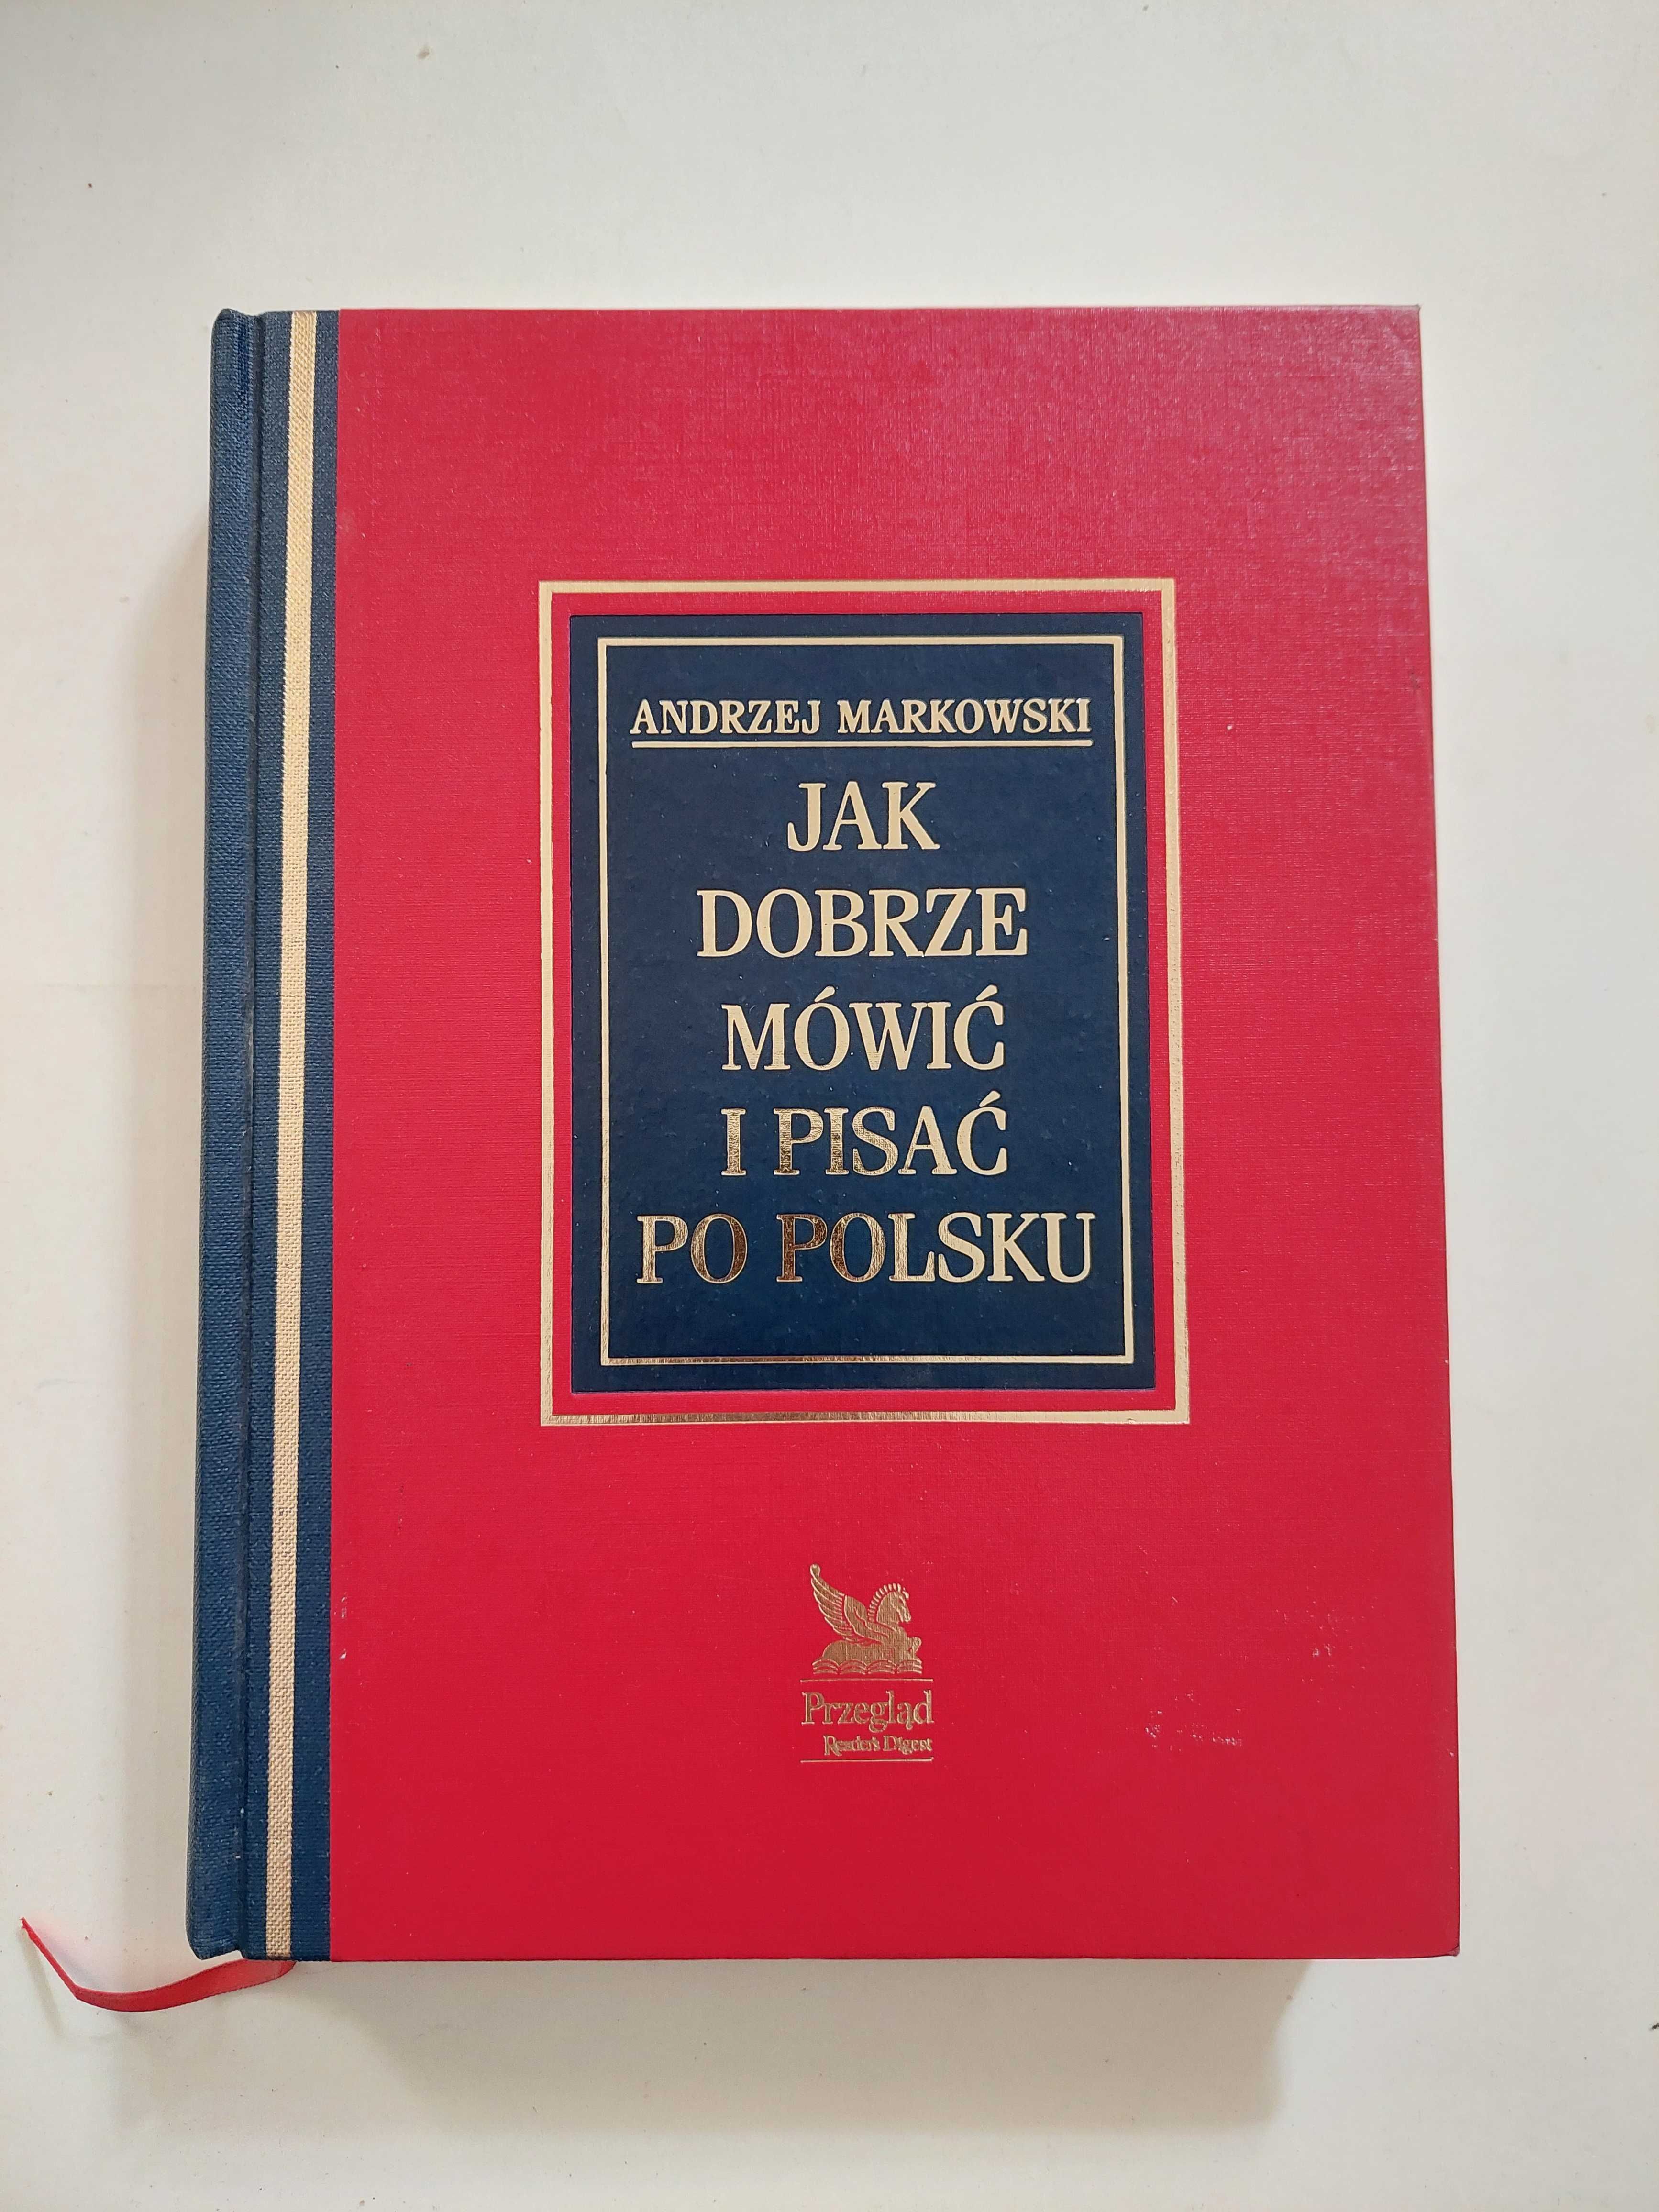 ANDRZEJ MARKOWSKI
JAK
DOBRZE
MÓWIĆ
I PISAĆ
PO POLSKU
Przegląd
Reader's Digest